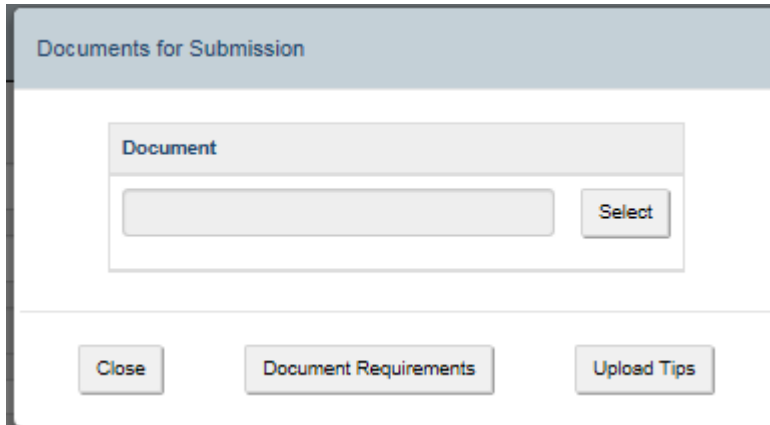 Documents for Submission
Document
Select
Close Document Requirements Upload Tips